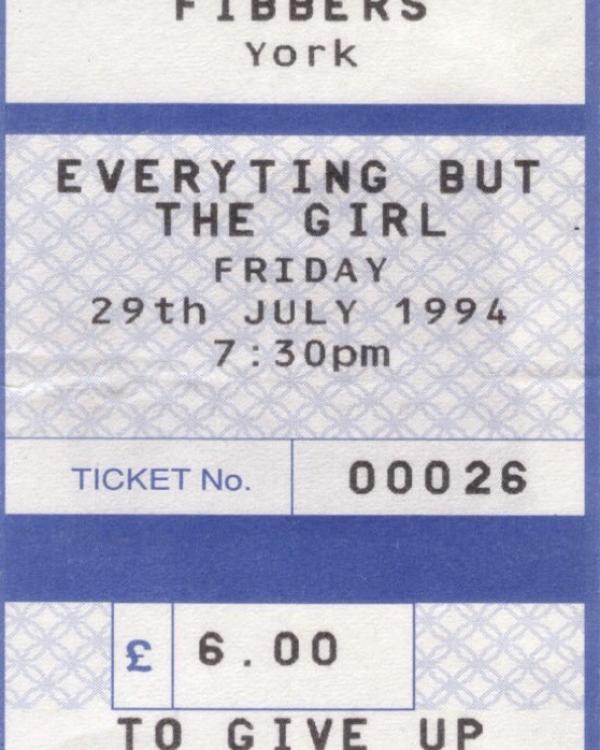 FIBBERS
York
EVERYTING BUT
THE GIRL
FRIDAY
29th JULY 1994
7:30pm
TICKET No. 00026
£ 6.00
TO GIVE UP